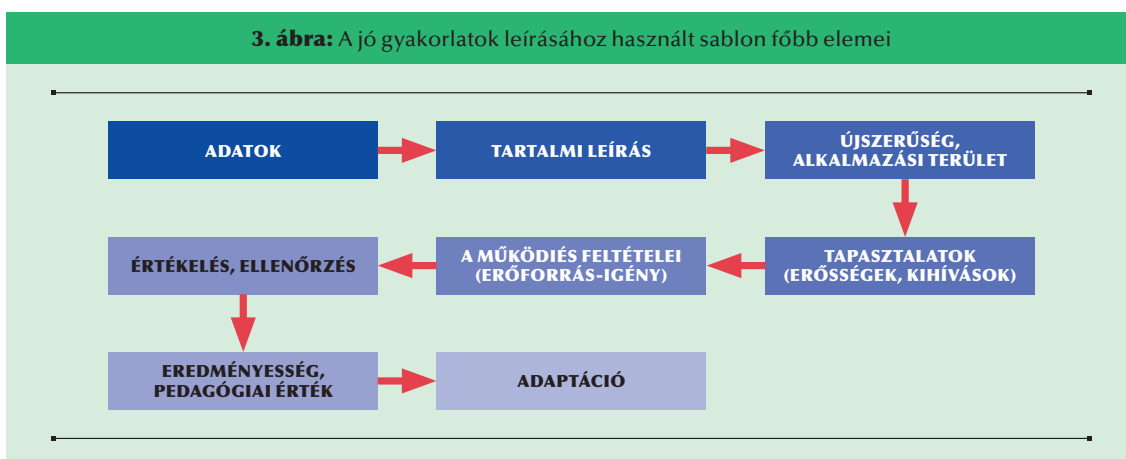 3. ábra: A jó gyakorlatok leírásához használt sablon főbb elemei
ADATOK
TARTALMI LEÍRÁS
ÚJSZERŰSÉG,
ALKALMAZÁSI TERÜLET
TAPASZTALATOK
(ERŐSSÉGEK, KIHÍVÁSOK)
A MŰKÖDIÉS FELTÉTELEI
(ERŐFORRÁS-IGÉNY)
ÉRTÉKELÉS, ELLENŐRZÉS
EREDMÉNYESSÉG,
PEDAGÓGIAI ÉRTÉK
ADAPTÁCIÓ